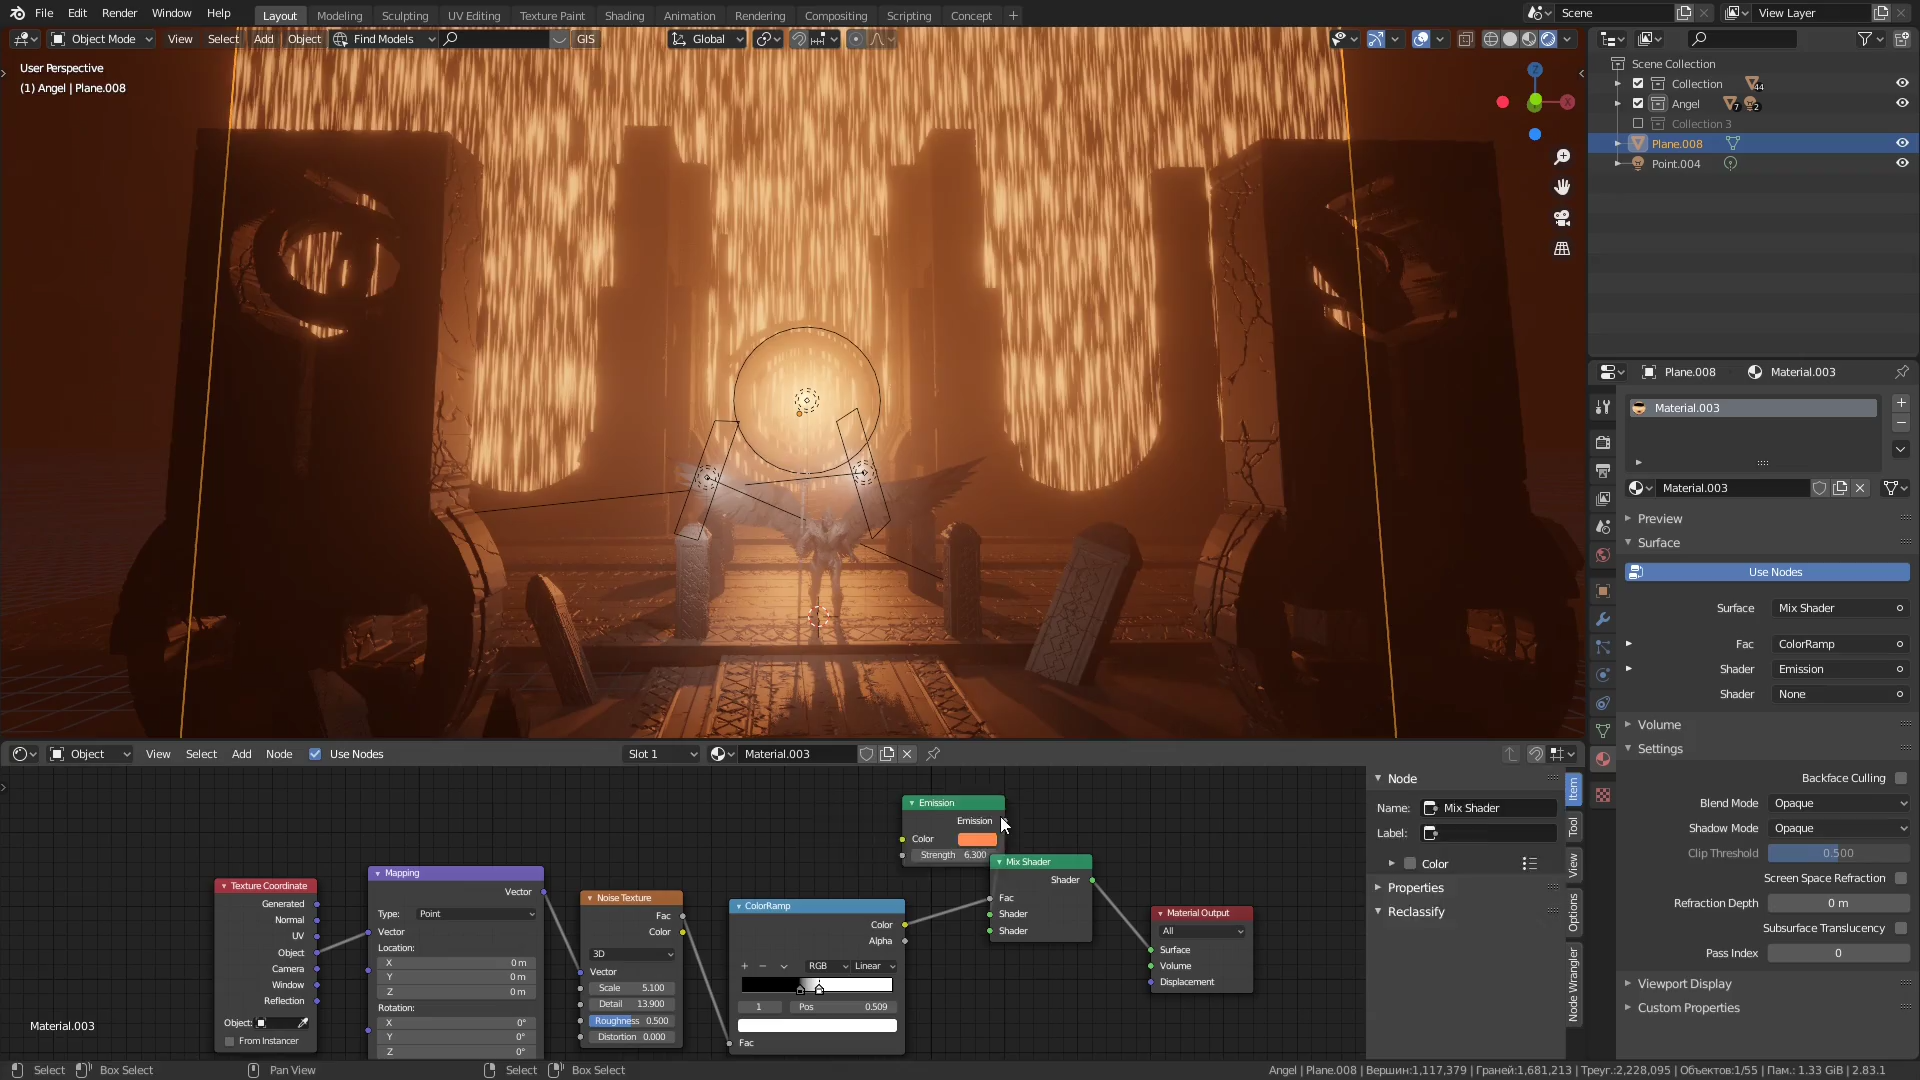 File Edit Render Window Help
Layout Modeling Sculpting UV Editing Texture Paint Shading Animation Rendering Compositing Scripting Concept +
Scene
View Layer
Object Mode View Select Add Object Find Models GIS
Global
User Perspective
(1) Angel | Plane.008
Z
X
Scene Collection
Collection 44
Angel 7 2
Collection 3
Plane.008
Point.004
Plane.008 Material.003
Material.003
Material.003
Preview
Surface
Use Nodes
Surface Mix Shader
Fac ColorRamp
Shader Emission
Shader None
Volume
Settings
Backface Culling
Blend Mode Opaque
Shadow Mode Opaque
Clip Threshold 0.500
Screen Space Refraction
Refraction Depth 0 m
Subsurface Translucency
Pass Index 0
Viewport Display
Custom Properties
Object View Select Add Node Use Nodes Slot 1 Material.003
Texture Coordinate
Generated
Normal
UV
Object
Camera
Window
Reflection
Object:
From Instancer
Mapping
Vector
Type: Point
Vector
Location:
X 0 m
Y 0 m
Z 0 m
Rotation:
X 0°
Y 0°
Z 0°
Noise Texture
Fac
Color
3D
Vector
Scale 5.100
Detail 13.900
Roughness 0.500
Distortion 0.000
ColorRamp
Color
Alpha
RGB Linear
1 Pos 0.509
Fac
Emission
Emission
Color
Strength 6.300
Mix Shader
Shader
Fac
Shader
Shader
Material Output
All
Surface
Volume
Displacement
Node
Name: Mix Shader
Label:
Color
Properties
Reclassify
Item
Tool
View
Options
Node Wrangler
Material.003
Select Box Select Pan View Select Box Select
Angel | Plane.008 | Вершин:1,117,379 | Граней:1,681,213 | Треуг.:2,228,095 | Объектов:1/55 | Пам.: 1.33 GiB | 2.83.1